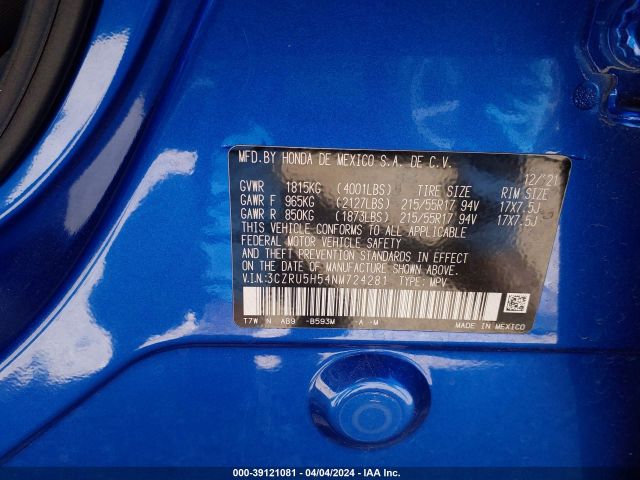 MFD.BY HONDA DE MEXICO S.A. DE C.V. 12/'21
GVWR 1815KG (4001LBS) TIRE SIZE RIM SIZE
GAWR F 965KG (2127LBS) 215/55R17 94V 17X7.5J
GAWR R 850KG (1873LBS) 215/55R17 94V 17X7.5J
THIS VEHICLE CONFORMS TO ALL APPLICABLE
FEDERAL MOTOR VEHICLE SAFETY
AND THEFT PREVENTION STANDARDS IN EFFECT ON
THE DATE OF MANUFACTURE SHOWN ABOVE.
V.I.N:3CZRU5H54NM724281 TYPE: MPV
T7W N AB9 -B593M -A -M MADE IN MEXICO
000-39121081 - 04/04/2024 - IAA Inc.